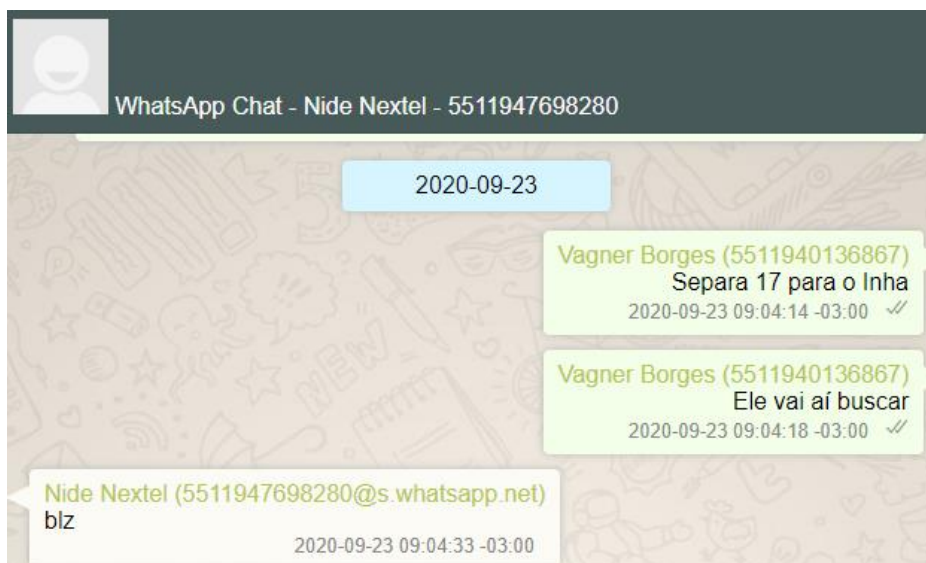 WhatsApp Chat - Nide Nextel - 5511947698280
2020-09-23
Vagner Borges (5511940136867)
Separa 17 para o Inha
2020-09-23 09:04:14 -03:00
Vagner Borges (5511940136867)
Ele vai aí buscar
2020-09-23 09:04:18 -03:00
Nide Nextel (5511947698280@s.whatsapp.net)
blz
2020-09-23 09:04:33 -03:00